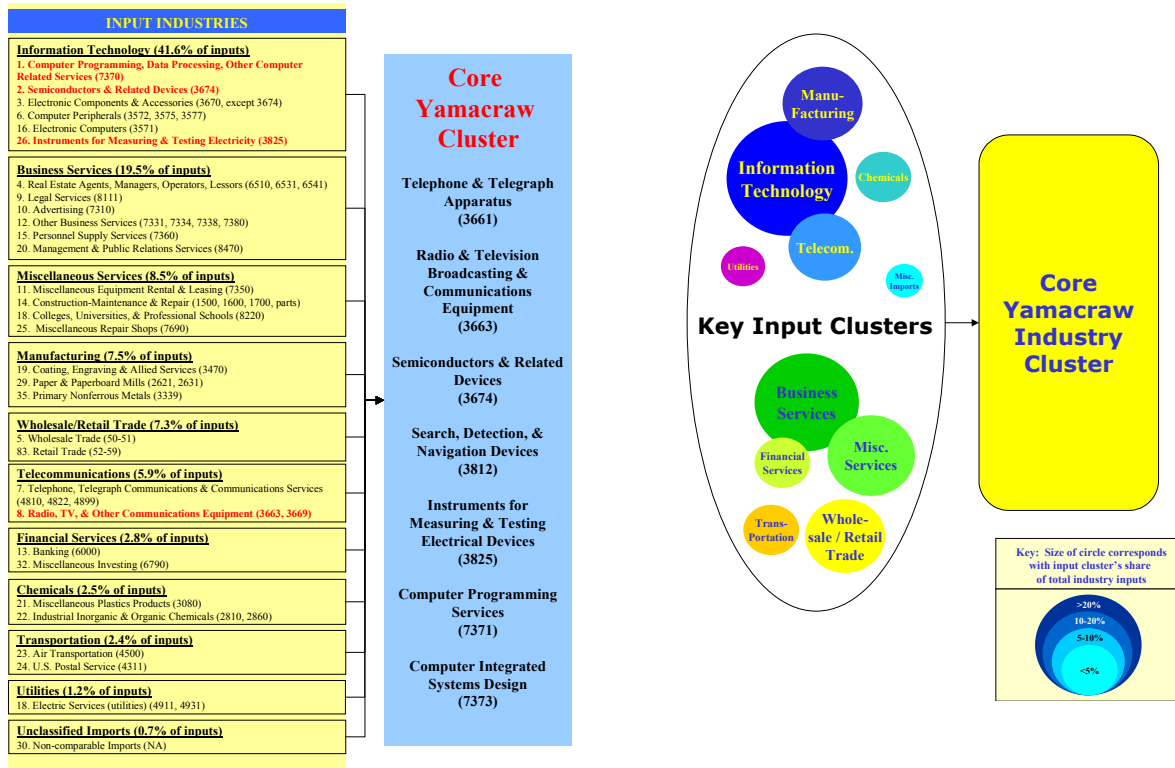 INPUT INDUSTRIES
Information Technology (41.6% of inputs)
1. Computer Programming, Data Processing, Other Computer
Related Services (7370)
2. Semiconductors & Related Devices (3674)
3. Electronic Components & Accessories (3670, except 3674)
6. Computer Peripherals (3572, 3575, 3577)
16. Electronic Computers (3571)
26. Instruments for Measuring & Testing Electricity (3825)
Business Services (19.5% of inputs)
4. Real Estate Agents, Managers, Operators, Lessors (6510, 6531, 6541)
9. Legal Services (8111)
10. Advertising (7310)
12. Other Business Services (7331, 7334, 7338, 7380)
15. Personnel Supply Services (7360)
20. Management & Public Relations Services (8470)
Miscellaneous Services (8.5% of inputs)
11. Miscellaneous Equipment Rental & Leasing (7350)
14. Construction-Maintenance & Repair (1500, 1600, 1700, parts)
18. Colleges, Universities, & Professional Schools (8220)
25. Miscellaneous Repair Shops (7690)
Manufacturing (7.5% of inputs)
19. Coating, Engraving & Allied Services (3470)
29. Paper & Paperboard Mills (2621, 2631)
35. Primary Nonferrous Metals (3339)
Wholesale/Retail Trade (7.3% of inputs)
5. Wholesale Trade (50-51)
83. Retail Trade (52-59)
Telecommunications (5.9% of inputs)
7. Telephone, Telegraph Communications & Communications Services
(4810, 4822, 4899)
8. Radio, TV, & Other Communications Equipment (3663, 3669)
Financial Services (2.8% of inputs)
13. Banking (6000)
32. Miscellaneous Investing (6790)
Chemicals (2.5% of inputs)
21. Miscellaneous Plastics Products (3080)
22. Industrial Inorganic & Organic Chemicals (2810, 2860)
Transportation (2.4% of inputs)
23. Air Transportation (4500)
24. U.S. Postal Service (4311)
Utilities (1.2% of inputs)
18. Electric Services (utilities) (4911, 4931)
Unclassified Imports (0.7% of inputs)
30. Non-comparable Imports (NA)
Core
Yamacraw
Cluster
Telephone & Telegraph
Apparatus
(3661)
Radio & Television
Broadcasting &
Communications
Equipment
(3663)
Semiconductors & Related
Devices
(3674)
Search, Detection, &
Navigation Devices
(3812)
Instruments for
Measuring & Testing
Electrical Devices
(3825)
Computer Programming
Services
(7371)
Computer Integrated
Systems Design
(7373)
Manu-
Facturing
Information
Technology
Chemicals
Telecom.
Utilities
Misc.
Imports
Key Input Clusters
Business
Services
Misc.
Services
Financial
Services
Trans-
Portation
Whole-
sale / Retail
Trade
Core
Yamacraw
Industry
Cluster
Key: Size of circle corresponds
with input cluster's share
of total industry inputs
>20%
10-20%
5-10%
<5%